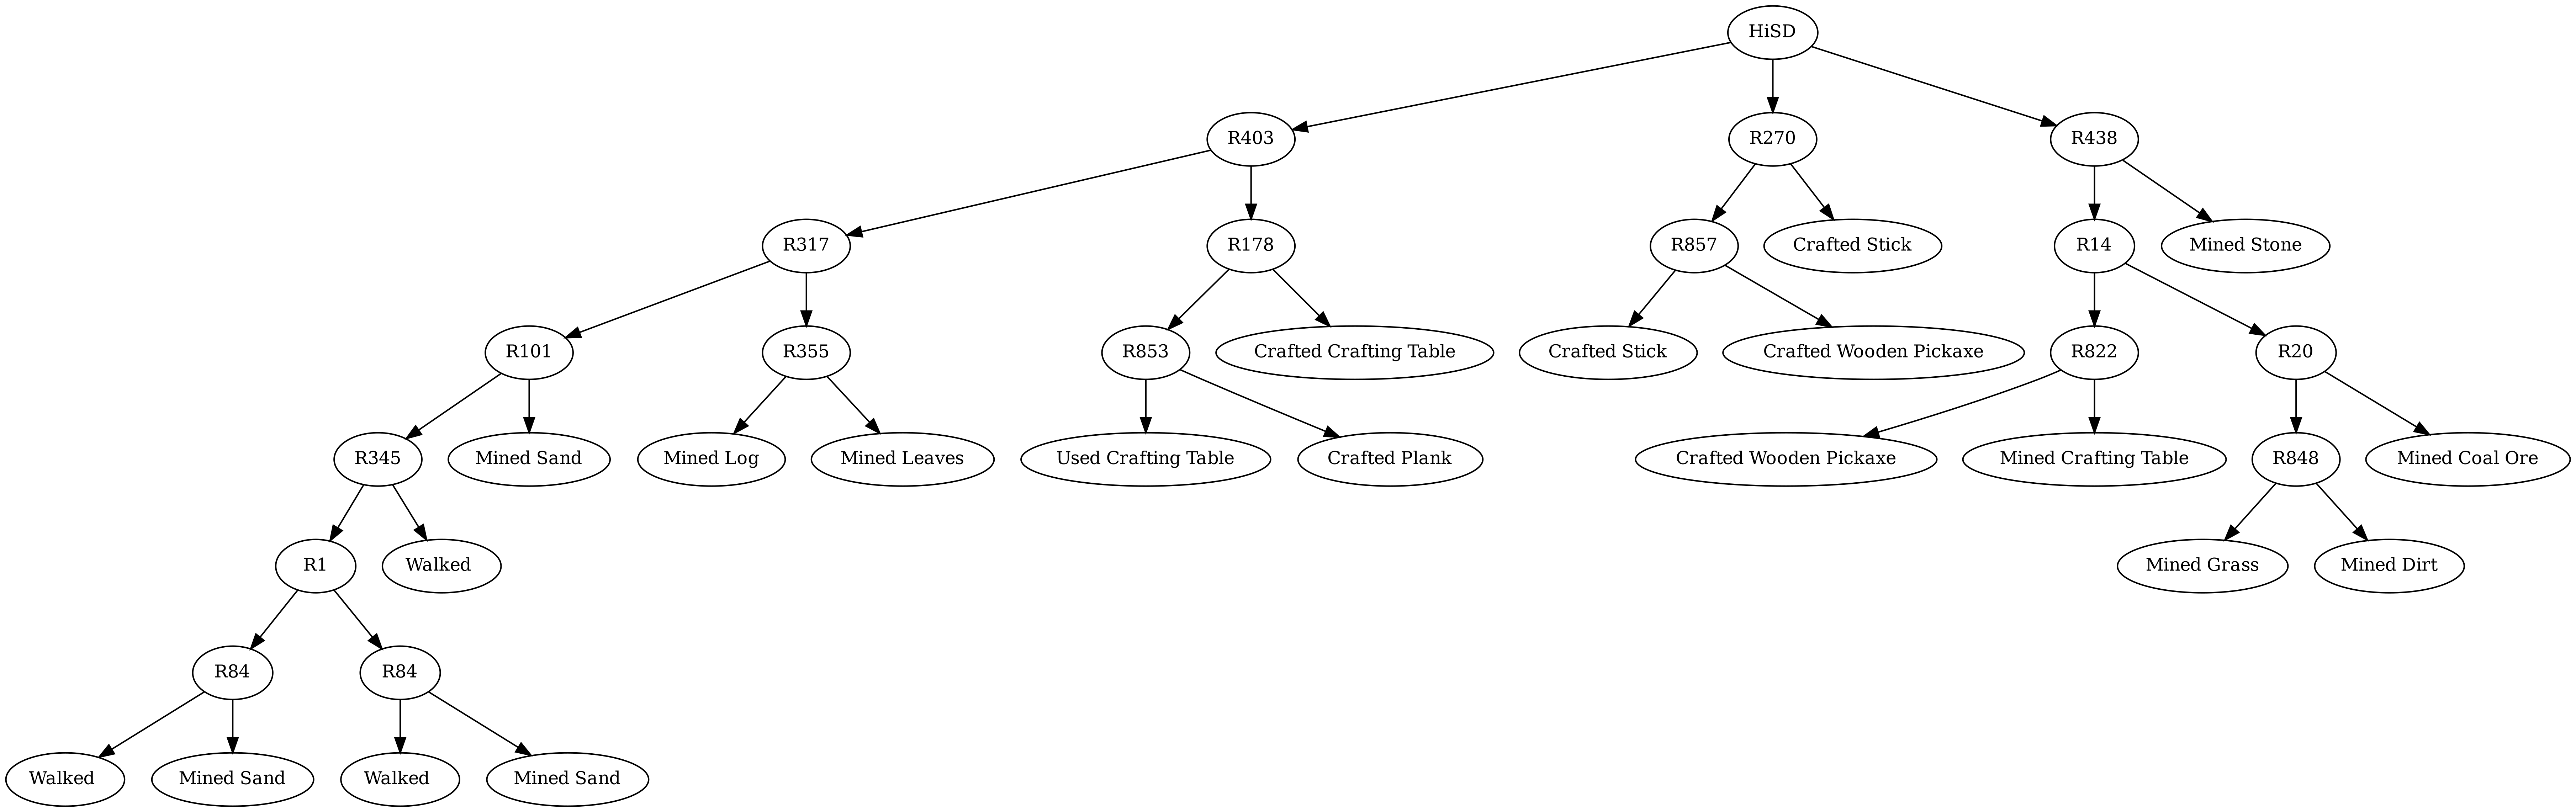 HiSD
R403
R270
R438
R317
R178
R857
Crafted Stick
R14
Mined Stone
R101
R355
R853
Crafted Crafting Table
Crafted Stick
Crafted Wooden Pickaxe
R822
R20
R345
Mined Sand
Mined Log
Mined Leaves
Used Crafting Table
Crafted Plank
Crafted Wooden Pickaxe
Mined Crafting Table
R848
Mined Coal Ore
R1
Walked
Mined Grass
Mined Dirt
R84
R84
Walked
Mined Sand
Walked
Mined Sand